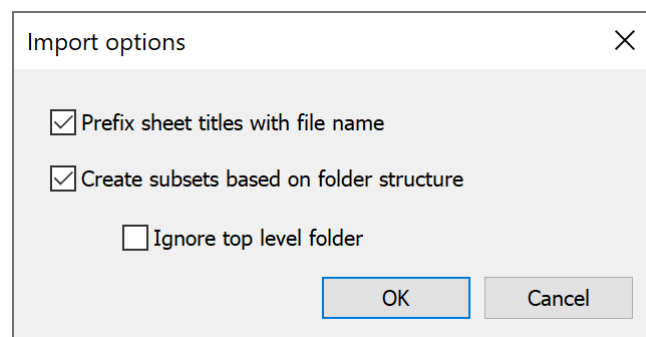 Import options
Prefix sheet titles with file name
Create subsets based on folder structure
Ignore top level folder
OK Cancel